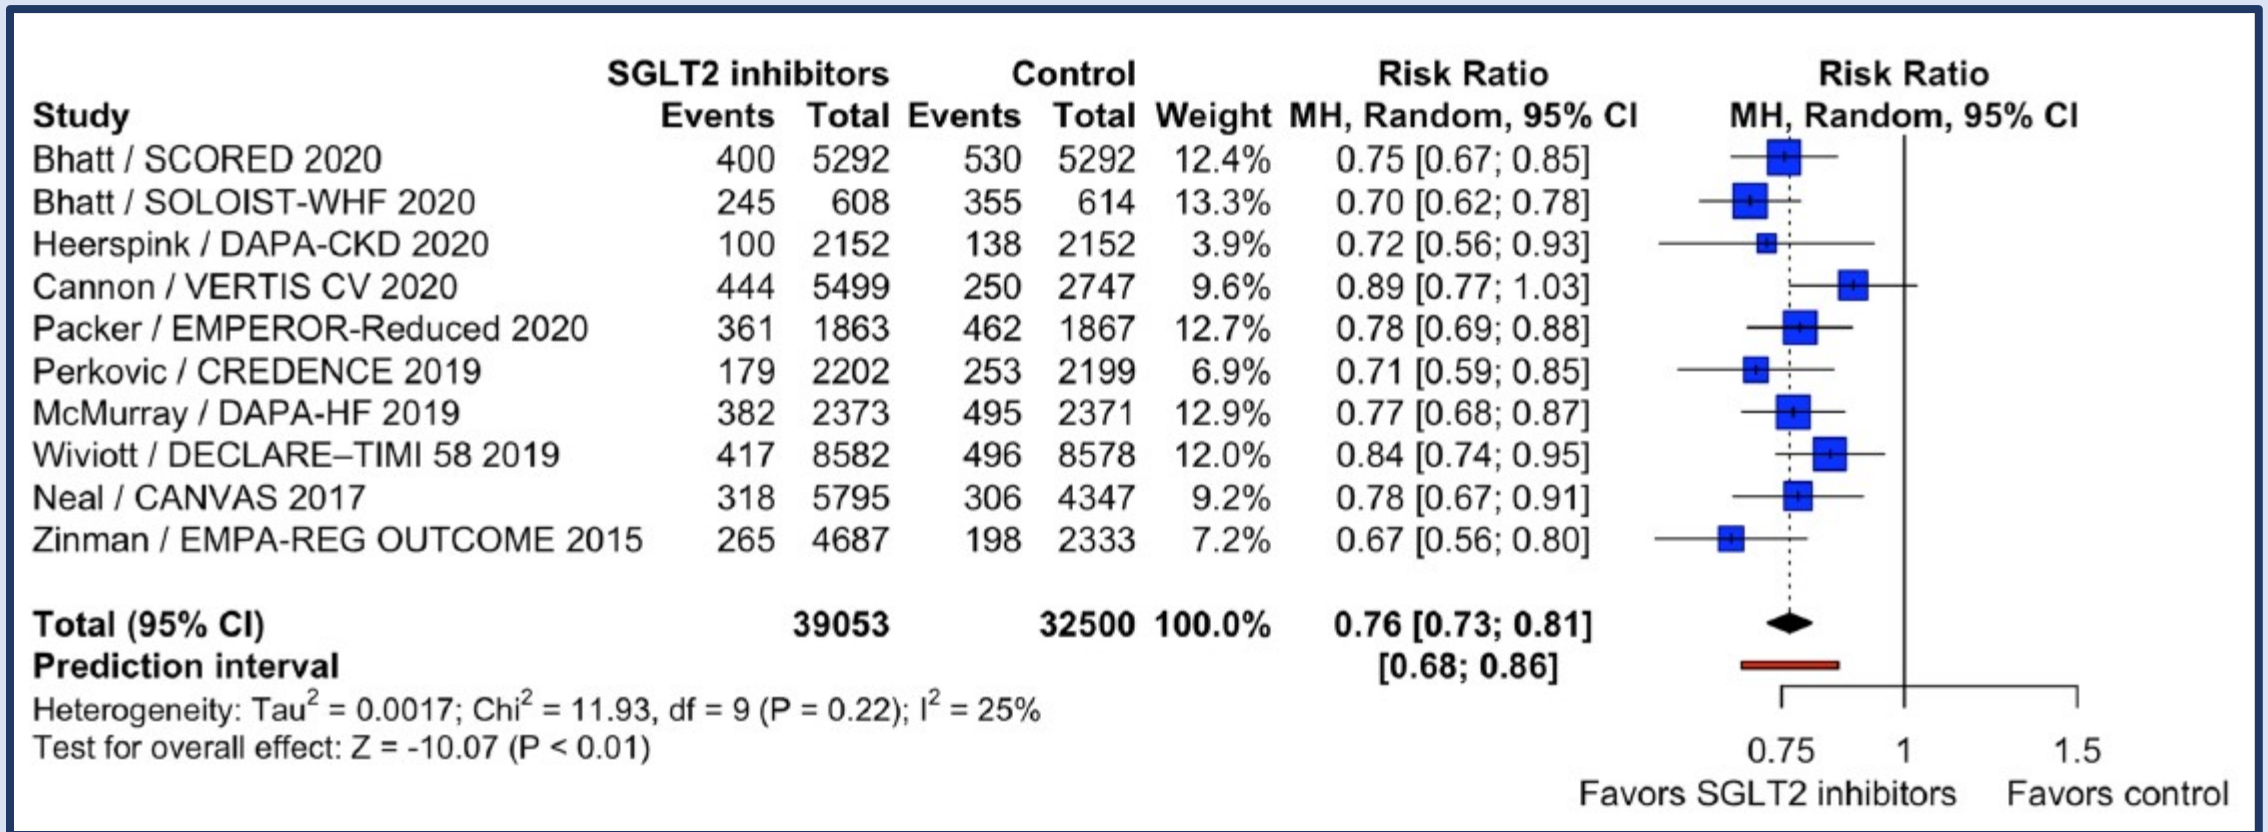 SGLT2 inhibitors Control Risk Ratio Risk Ratio
Study Events Total Events Total Weight MH, Random, 95% CI MH, Random, 95% CI
Bhatt / SCORED 2020 400 5292 530 5292 12.4% 0.75 [0.67; 0.85]
Bhatt / SOLOIST-WHF 2020 245 608 355 614 13.3% 0.70 [0.62; 0.78]
Heerspink / DAPA-CKD 2020 100 2152 138 2152 3.9% 0.72 [0.56; 0.93]
Cannon / VERTIS CV 2020 444 5499 250 2747 9.6% 0.89 [0.77; 1.03]
Packer / EMPEROR-Reduced 2020 361 1863 462 1867 12.7% 0.78 [0.69; 0.88]
Perkovic / CREDENCE 2019 179 2202 253 2199 6.9% 0.71 [0.59; 0.85]
McMurray / DAPA-HF 2019 382 2373 495 2371 12.9% 0.77 [0.68; 0.87]
Wiviott / DECLARE–TIMI 58 2019 417 8582 496 8578 12.0% 0.84 [0.74; 0.95]
Neal / CANVAS 2017 318 5795 306 4347 9.2% 0.78 [0.67; 0.91]
Zinman / EMPA-REG OUTCOME 2015 265 4687 198 2333 7.2% 0.67 [0.56; 0.80]
Total (95% CI) 39053 32500 100.0% 0.76 [0.73; 0.81]
Prediction interval [0.68; 0.86]
Heterogeneity: Tau² = 0.0017; Chi² = 11.93, df = 9 (P = 0.22); I² = 25%
Test for overall effect: Z = -10.07 (P < 0.01)
0.75 1 1.5
Favors SGLT2 inhibitors Favors control